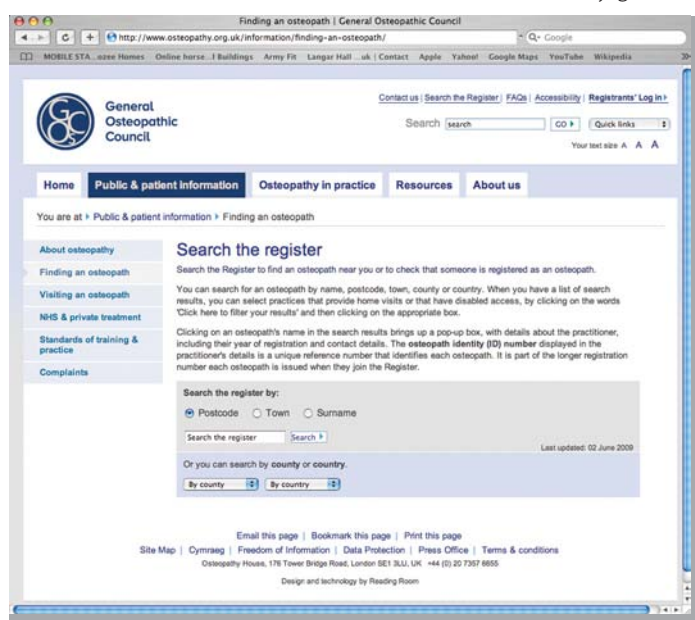 Finding an osteopath | General Osteopathic Council
http://www.osteopathy.org.uk/information/finding-an-osteopath/
Q- Google
MOBILE STA...azee Homes Online horse...l Buildings Army Fit Langar Hall ...uk | Contact Apple Yahoo! Google Maps YouTube Wikipedia
Contact us | Search the Register | FAQs | Accessibility | Registrants' Log in
General
Osteopathic
Council
Search search GO Quick links
Your text size A A A
Home Public & patient information Osteopathy in practice Resources About us
You are at Public & patient information Finding an osteopath
About osteopathy
Finding an osteopath
Visiting an osteopath
NHS & private treatment
Standards of training &
practice
Complaints
Search the register
Search the Register to find an osteopath near you or to check that someone is registered as an osteopath.
You can search for an osteopath by name, postcode, town, county or country. When you have a list of search
results, you can select practices that provide home visits or that have disabled access, by clicking on the words
'Click here to filter your results' and then clicking on the appropriate box.
Clicking on an osteopath's name in the search results brings up a pop-up box, with details about the practitioner,
including their year of registration and contact details. The osteopath identity (ID) number displayed in the
practitioner's details is a unique reference number that identifies each osteopath. It is part of the longer registration
number each osteopath is issued when they join the Register.
Search the register by:
Postcode Town Surname
Search the register Search
Last updated: 02 June 2009
Or you can search by county or country.
By county By country
Email this page | Bookmark this page | Print this page
Site Map | Cymraeg | Freedom of Information | Data Protection | Press Office | Terms & conditions
Osteopathy House, 176 Tower Bridge Road, London SE1 3LU, UK +44 (0) 20 7357 6655
Design and technology by Reading Room